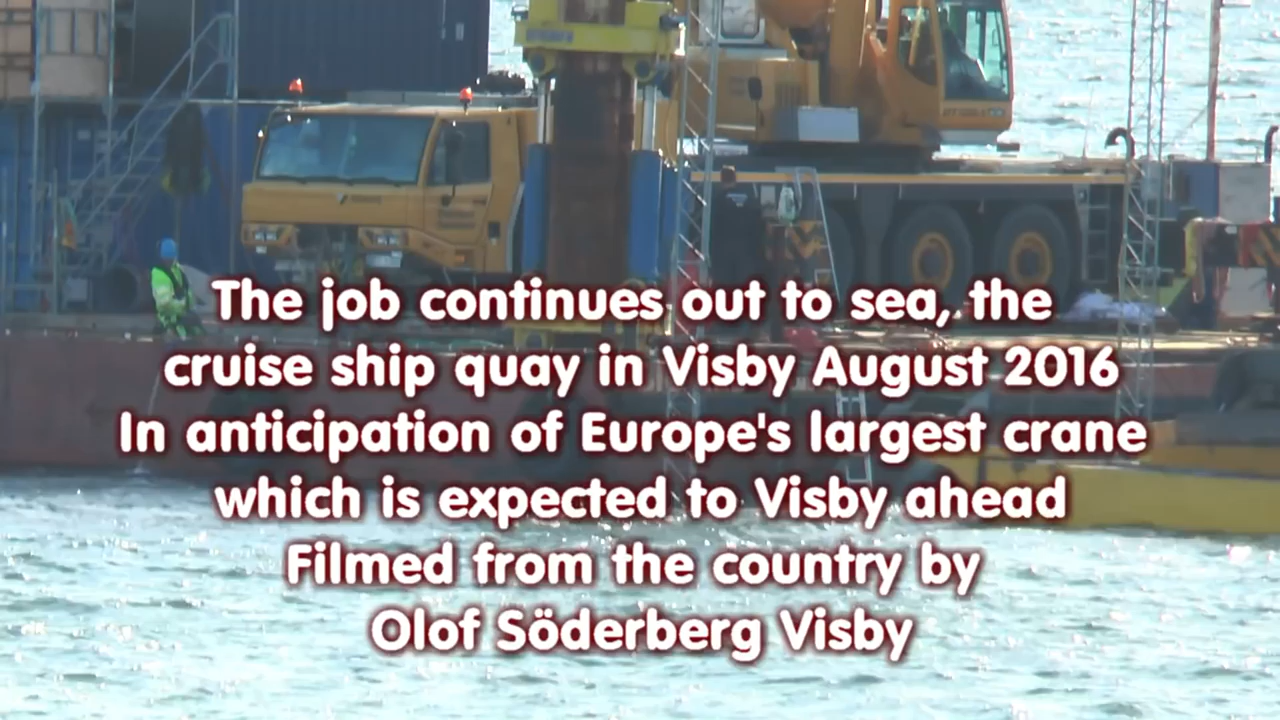 The job continues out to sea, the
cruise ship quay in Visby August 2016
In anticipation of Europe's largest crane
which is expected to Visby ahead
Filmed from the country by
Olof Söderberg Visby